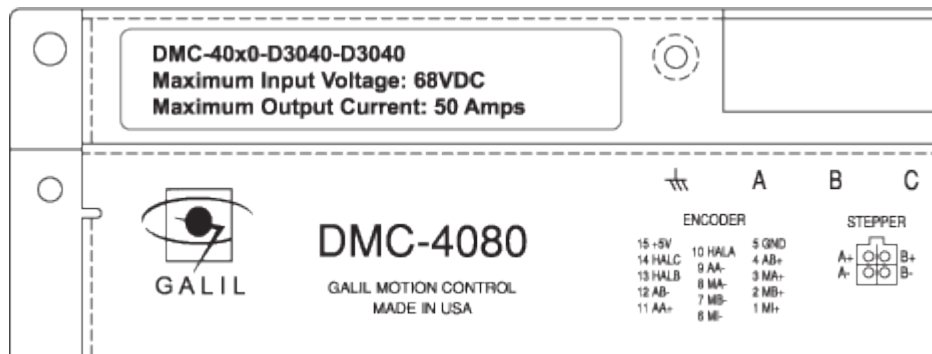 DMC-40x0-D3040-D3040
Maximum Input Voltage: 68VDC
Maximum Output Current: 50 Amps
A B C
GALIL
DMC-4080
GALIL MOTION CONTROL
MADE IN USA
ENCODER
15 +5V
14 HALC
13 HALB
12 AB-
11 AA+
10 HALA
9 AA-
8 MA-
7 MB-
6 MI-
5 GND
4 AB+
3 MA+
2 MB+
1 MI+
STEPPER
A+ B+
A- B-